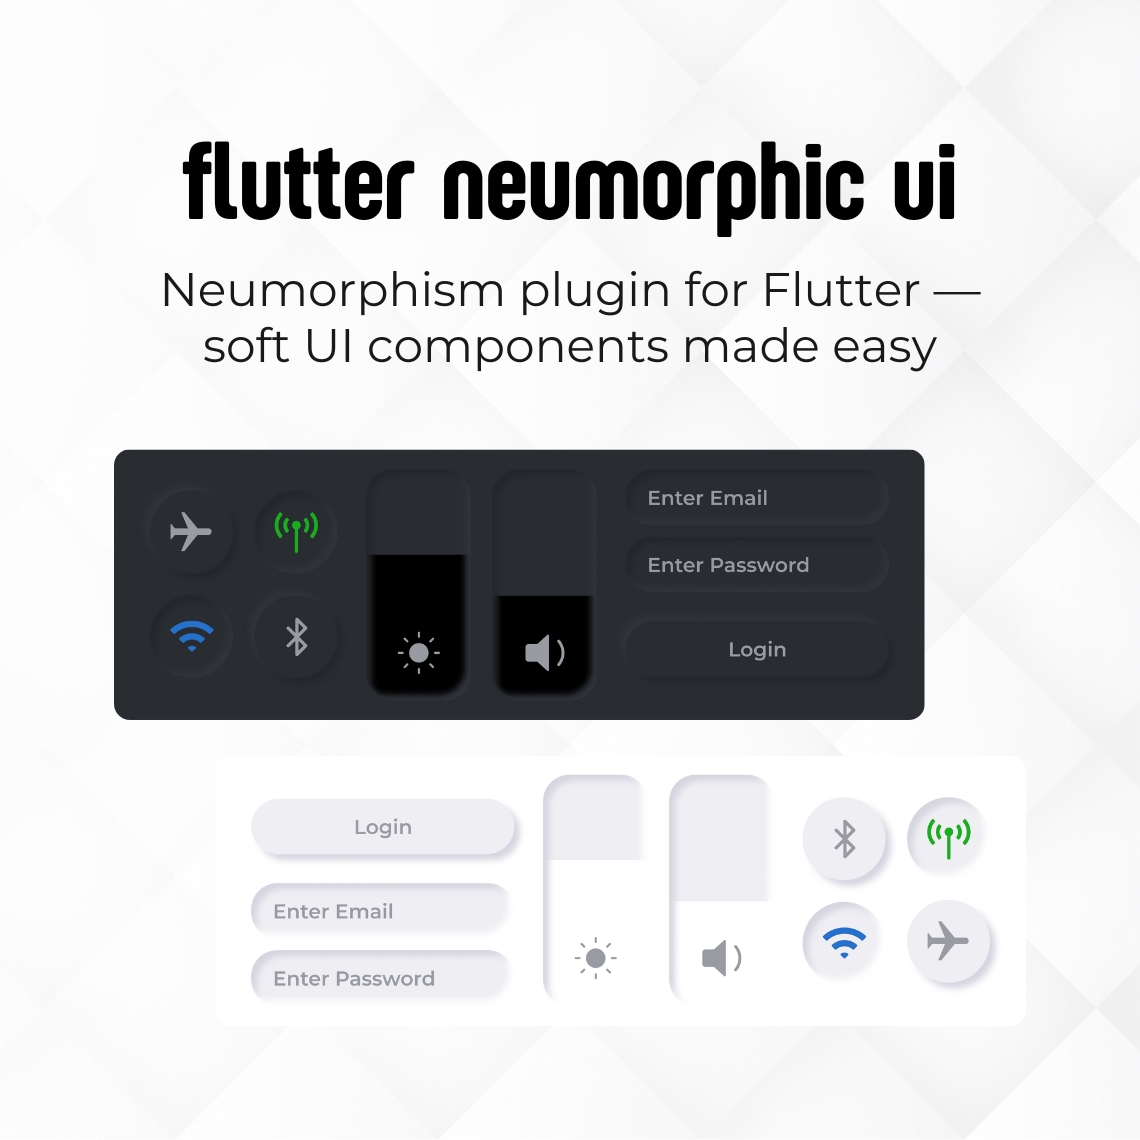 flutter neumorphic ui
Neumorphism plugin for Flutter —
soft UI components made easy
Enter Email
Enter Password
Login
Login
Enter Email
Enter Password